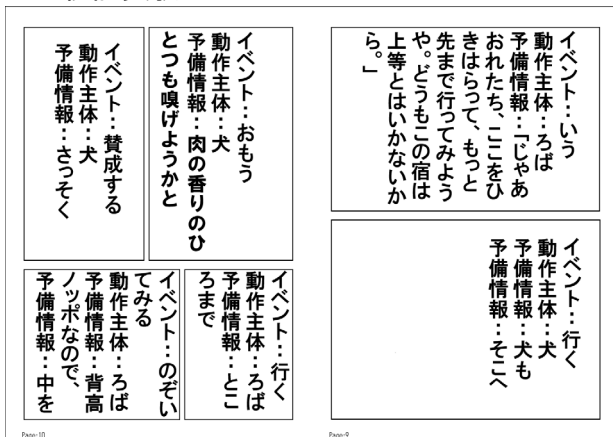 イベント：いう
動作主体：ろば
予備情報：「じゃあ
おれたち、ここをひ
きはらって、もっと
先まで行ってみよう
や。どうもこの宿は
上等とはいかないか
ら。」
イベント：行く
動作主体：犬
予備情報：犬も
予備情報：そこへ
Page-9
イベント：おもう
動作主体：犬
予備情報：肉の香りのひ
とつも嗅げようかと
イベント：賛成する
動作主体：犬
予備情報：さっそく
イベント：行く
動作主体：ろば
予備情報：とこ
ろまで
イベント：のぞい
てみる
動作主体：ろば
予備情報：背高
ノッポなので、
予備情報：中を
Page-10